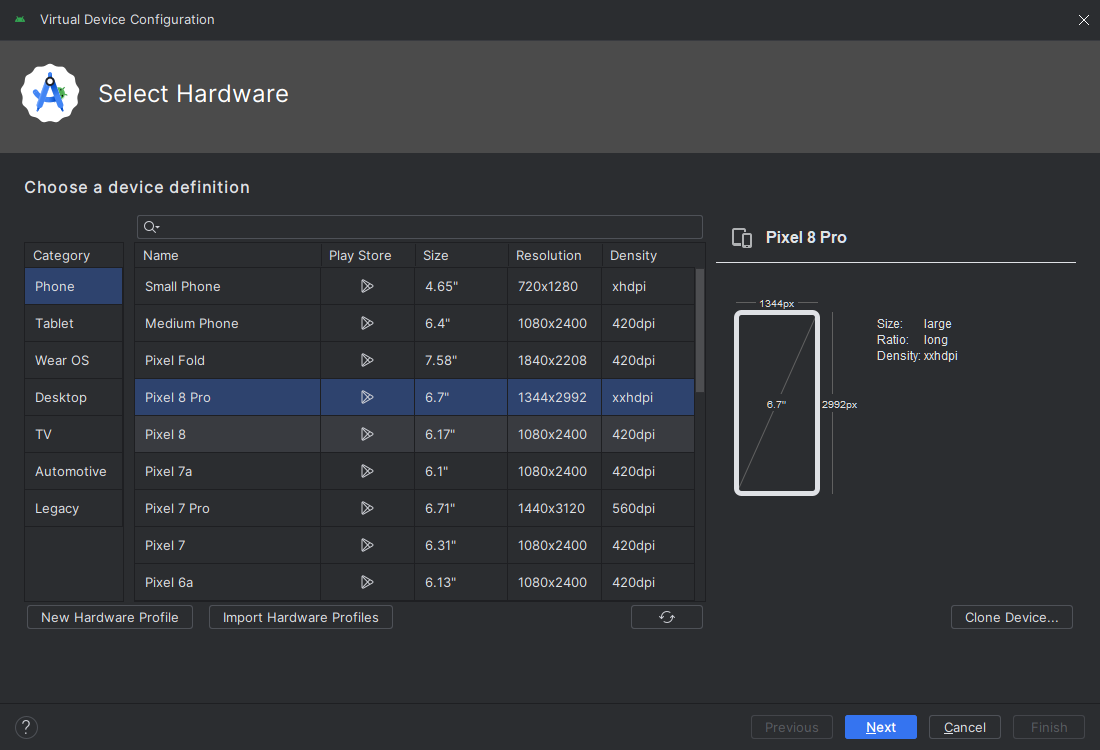 Virtual Device Configuration
Select Hardware
Choose a device definition
Category
Phone
Tablet
Wear OS
Desktop
TV
Automotive
Legacy
Name Play Store Size Resolution Density
Small Phone 4.65" 720x1280 xhdpi
Medium Phone 6.4" 1080x2400 420dpi
Pixel Fold 7.58" 1840x2208 420dpi
Pixel 8 Pro 6.7" 1344x2992 xxhdpi
Pixel 8 6.17" 1080x2400 420dpi
Pixel 7a 6.1" 1080x2400 420dpi
Pixel 7 Pro 6.71" 1440x3120 560dpi
Pixel 7 6.31" 1080x2400 420dpi
Pixel 6a 6.13" 1080x2400 420dpi
Pixel 8 Pro
1344px
6.7"
2992px
Size: large
Ratio: long
Density: xxhdpi
New Hardware Profile Import Hardware Profiles Clone Device...
? Previous Next Cancel Finish